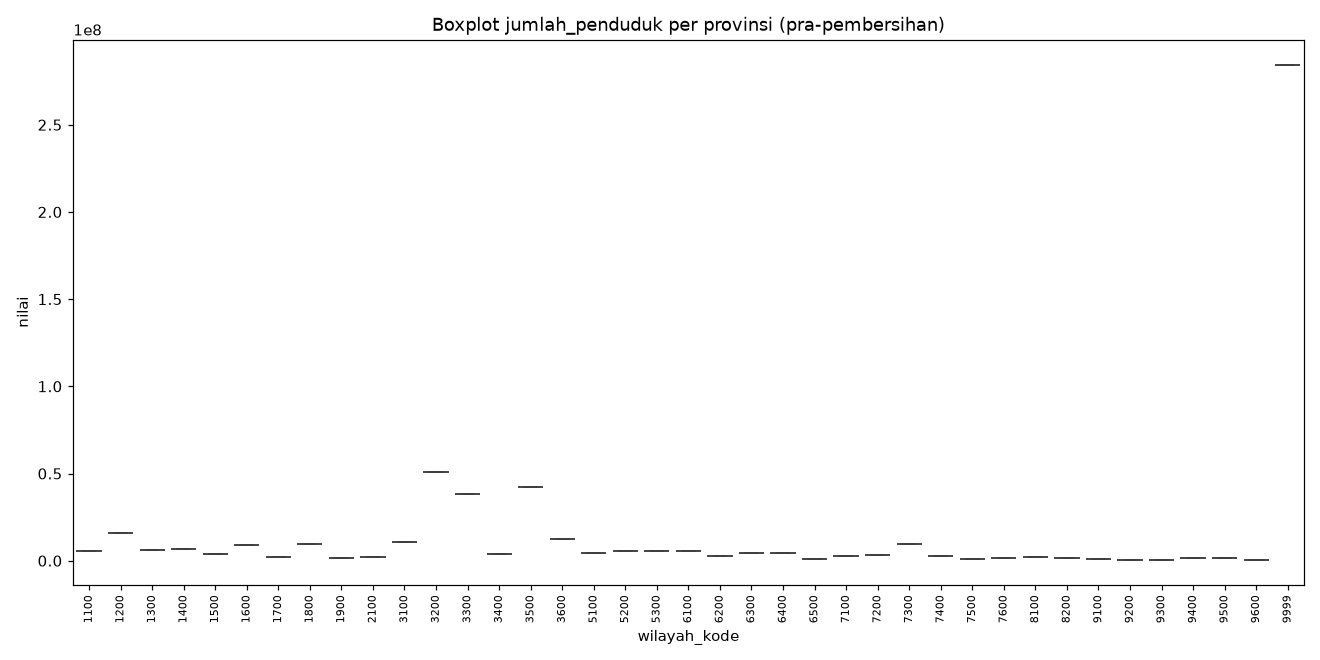 Boxplot jumlah_penduduk per provinsi (pra-pembersihan)
1e8
2.5
2.0
1.5
1.0
0.5
0.0
nilai
1100 1200 1300 1400 1500 1600 1700 1800 1900 2100 3100 3200 3300 3400 3500 3600 5100 5200 5300 6100 6200 6300 6400 6500 7100 7200 7300 7400 7500 7600 8100 8200 9100 9200 9300 9400 9500 9600 9999
wilayah_kode